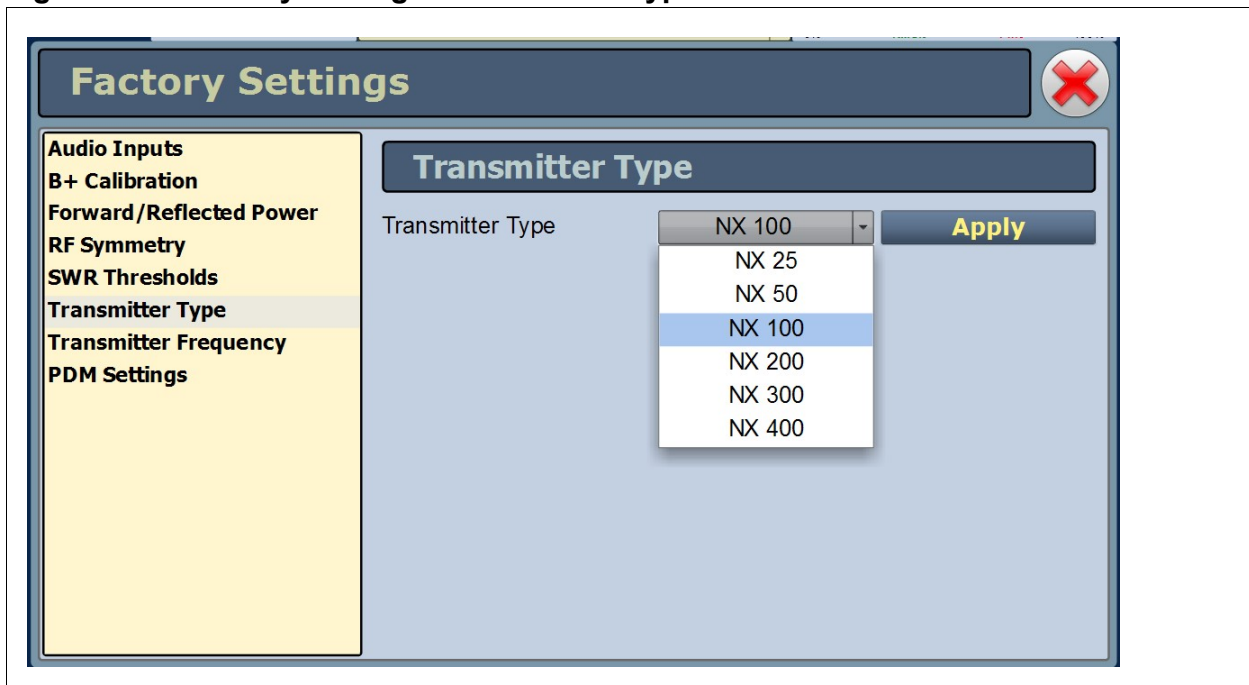 Factory Settings
Audio Inputs
B+ Calibration
Forward/Reflected Power
RF Symmetry
SWR Thresholds
Transmitter Type
Transmitter Frequency
PDM Settings
Transmitter Type
Transmitter Type NX 100 Apply
NX 25
NX 50
NX 100
NX 200
NX 300
NX 400